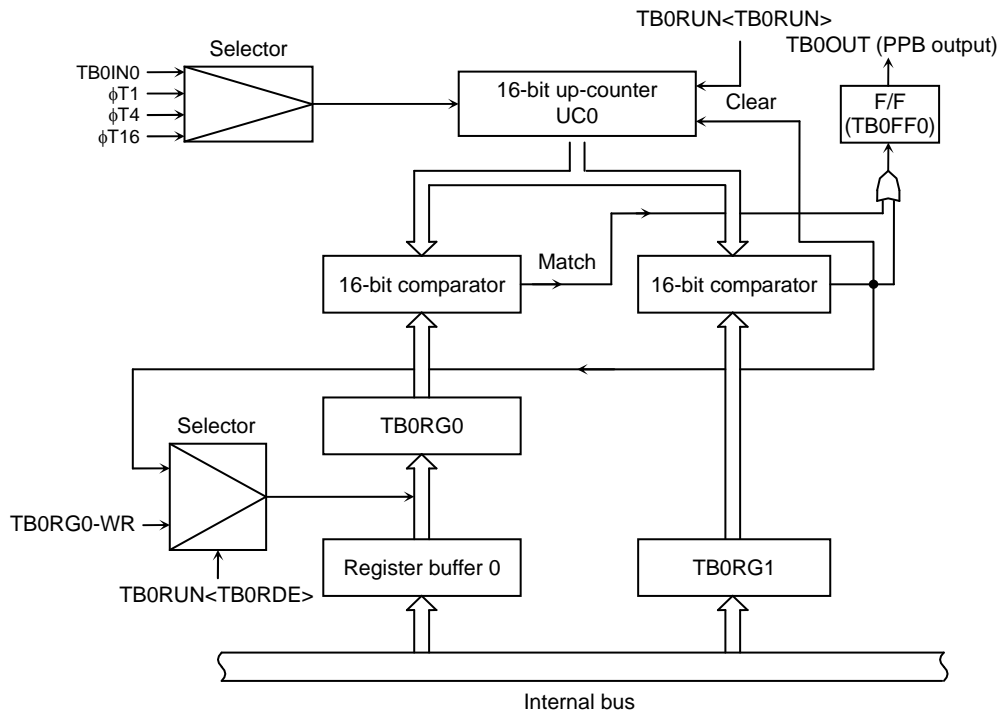 TB0RUN<TB0RUN>
TB0OUT (PPB output)
Selector
TB0IN0
ϕT1
ϕT4
ϕT16
16-bit up-counter
UC0
Clear
F/F
(TB0FF0)
16-bit comparator
Match
16-bit comparator
TB0RG0
Selector
TB0RG0-WR
TB0RUN<TB0RDE>
Register buffer 0
TB0RG1
Internal bus